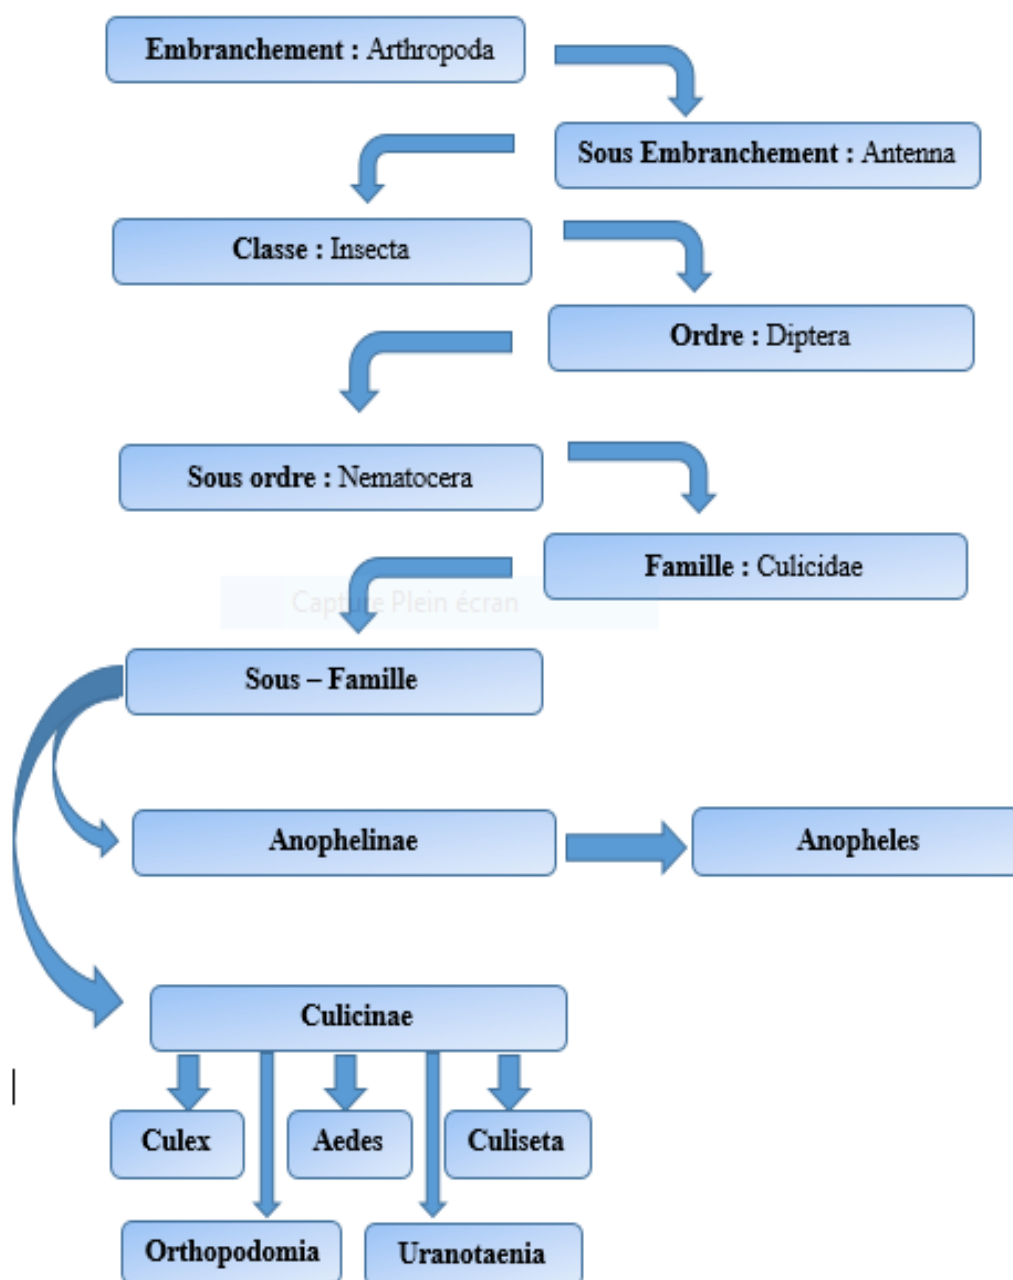 Embranchement : Arthropoda
Sous Embranchement : Antenna
Classe : Insecta
Ordre : Diptera
Sous ordre : Nematocera
Famille : Culicidae
Capture Plein écran
Sous – Famille
Anophelinae
Anopheles
Culicinae
Culex
Aedes
Culiseta
Orthopodomia
Uranotaenia